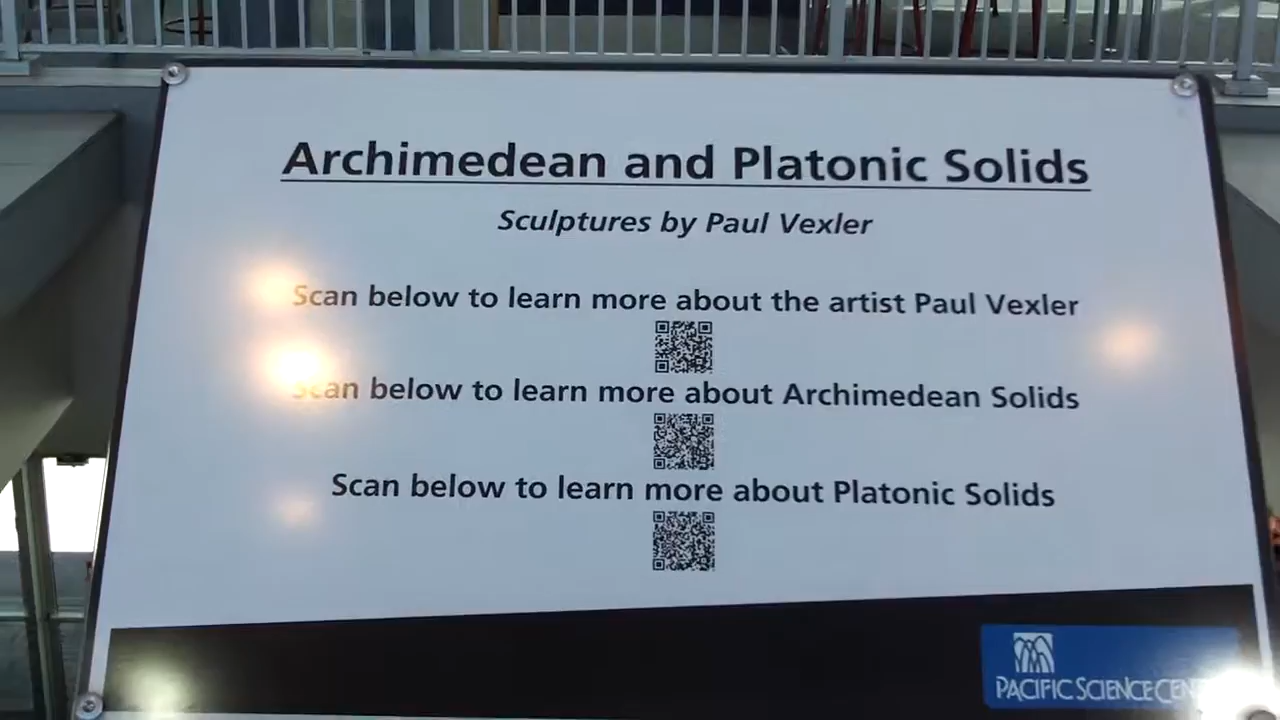 Archimedean and Platonic Solids
Sculptures by Paul Vexler
Scan below to learn more about the artist Paul Vexler
Scan below to learn more about Archimedean Solids
Scan below to learn more about Platonic Solids
PACIFIC SCIENCE